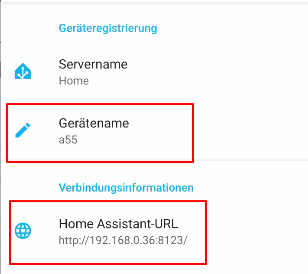 Geräteregistrierung
Servername
Home
Gerätename
a55
Verbindungsinformationen
Home Assistant-URL
http://192.168.0.36:8123/